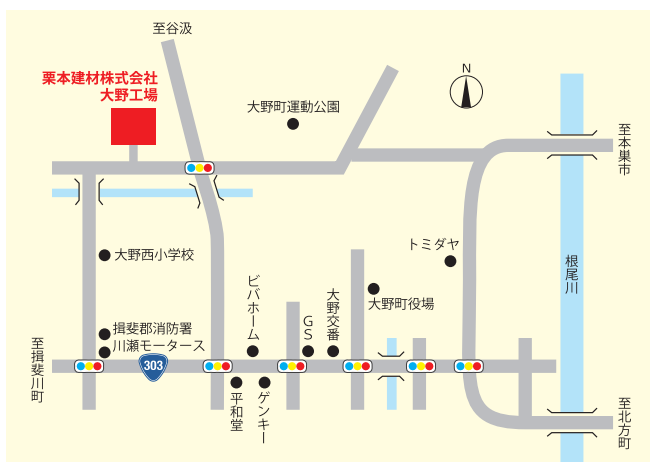 至谷汲
栗本建材株式会社
大野工場
大野町運動公園
N
至本巣市
トミダヤ
大野西小学校
根尾川
大野町役場
ビバホーム
GS
大野交番
揖斐郡消防署
川瀬モータース
至揖斐川町
303
平和堂
ゲンキー
至北方町